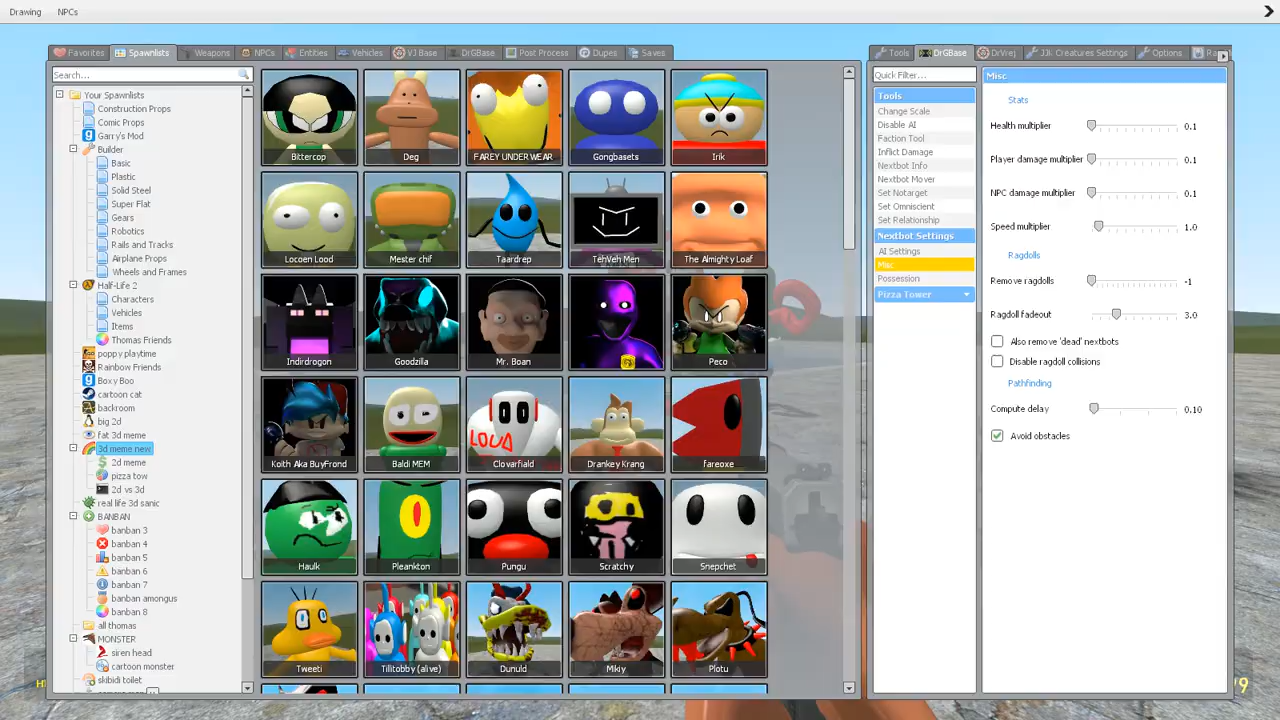 Drawing NPCs
Favorites Spawnlists Weapons NPCs Entities Vehicles VJ Base DrGBase Post Process Dupes Saves
Search...
Your Spawnlists
Construction Props
Comic Props
Garry's Mod
Builder
Basic
Plastic
Solid Steel
Super Flat
Gears
Robotics
Rails and Tracks
Airplane Props
Wheels and Frames
Half-Life 2
Characters
Vehicles
Items
Thomas Friends
poppy playtime
Rainbow Friends
Boxy Boo
cartoon cat
backroom
big 2d
fat 3d meme
3d meme new
2d meme
pizza tow
2d vs 3d
real life 3d sanic
BANBAN
banban 3
banban 4
banban 5
banban 6
banban 7
banban amongus
banban 8
all thomas
MONSTER
siren head
cartoon monster
skibidi toilet
Bittercop Deg FAREY UNDERWEAR Gongbasets Irik
Locoen Lood Mester chif Taardrep TehVeh Men The Almighty Loaf
Indirdrogon Goodzilla Mr. Boan Peco
Koith Aka BuyFrond Baldi MEM LOUD Clovarfiald Drankey Krang fareoxe
Haulk Pleankton Pungu Scratchy Snepchet
Tweeti Tillitobby (alive) Dunuld Mikiy Plotu
Tools DrGBase DrVrej JJk Creatures Settings Options
Quick Filter...
Tools
Change Scale
Disable AI
Faction Tool
Inflict Damage
Nextbot Info
Nextbot Mover
Set Notarget
Set Omniscient
Set Relationship
Nextbot Settings
AI Settings
Misc
Possession
Pizza Tower
Misc
Stats
Health multiplier 0.1
Player damage multiplier 0.1
NPC damage multiplier 0.1
Speed multiplier 1.0
Ragdolls
Remove ragdolls -1
Ragdoll fadeout 3.0
Also remove 'dead' nextbots
Disable ragdoll collisions
Pathfinding
Compute delay 0.10
Avoid obstacles